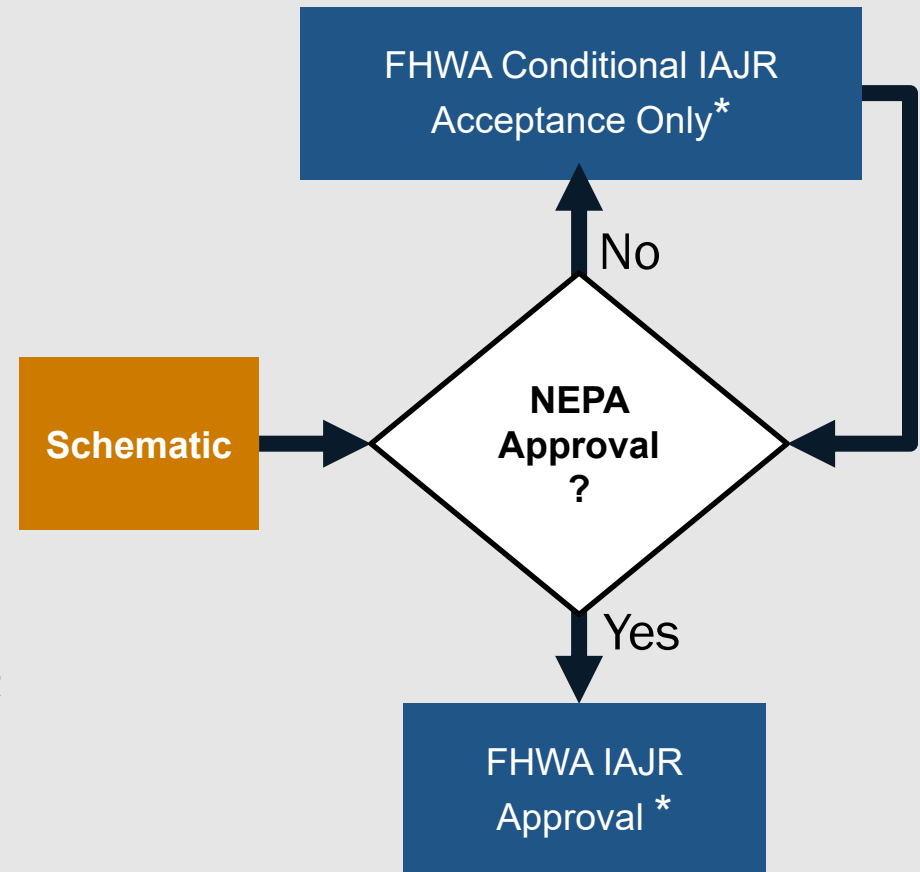 FHWA Conditional IAJR
Acceptance Only*
No
Schematic
NEPA
Approval
?
Yes
FHWA IAJR
Approval *